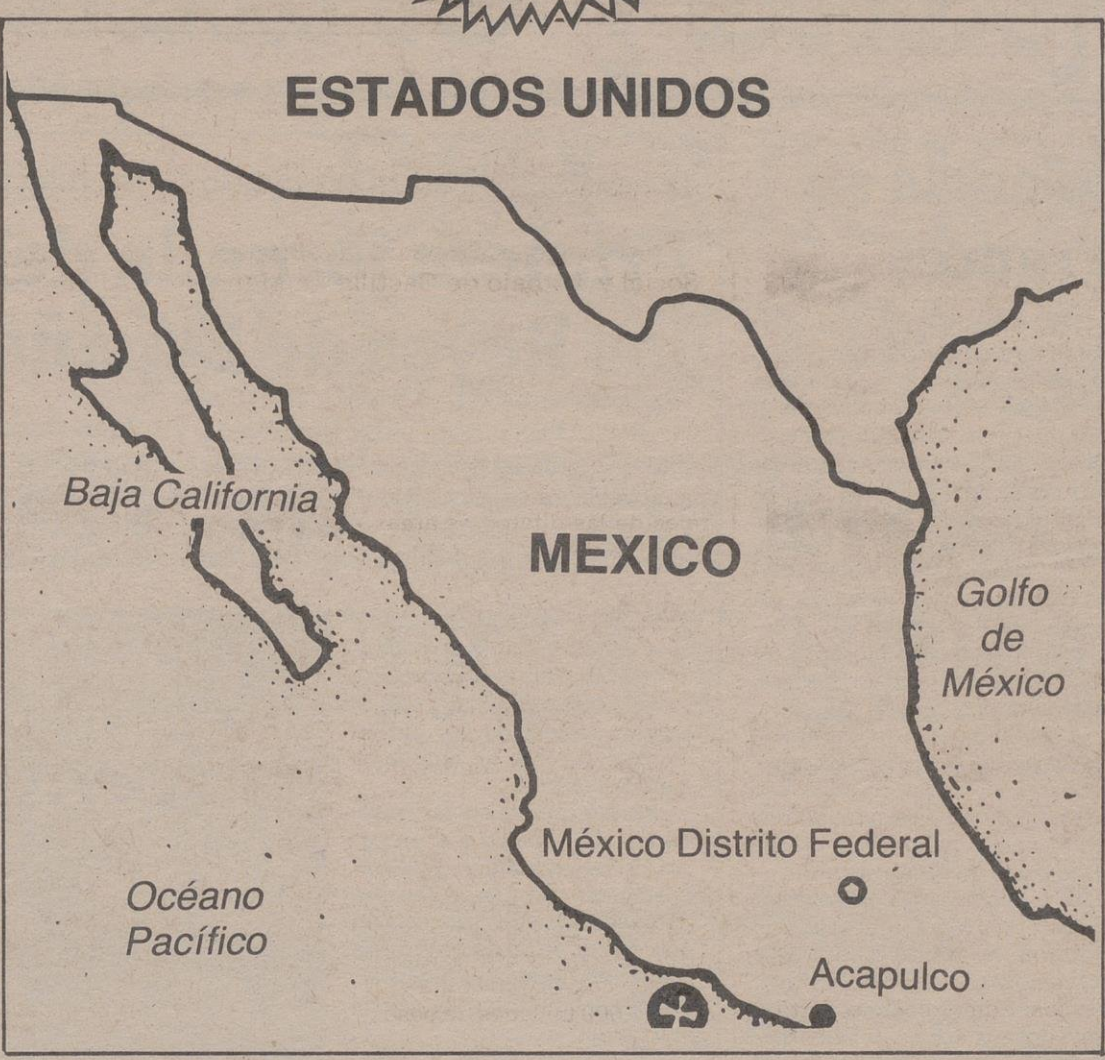 ESTADOS UNIDOS
Baja California
MEXICO
Golfo
de
México
México Distrito Federal
Océano
Pacífico
Acapulco